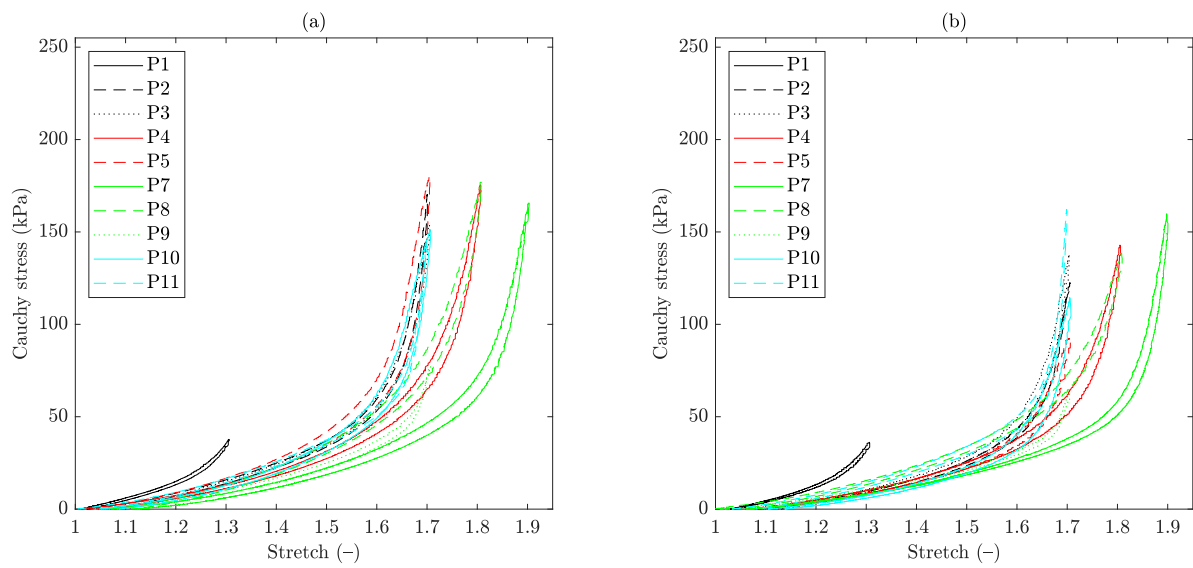 (a)
250
200
150
100
50
0
Cauchy stress (kPa)
P1
P2
P3
P4
P5
P7
P8
P9
P10
P11
1 1.1 1.2 1.3 1.4 1.5 1.6 1.7 1.8 1.9
Stretch (–)
(b)
250
200
150
100
50
0
Cauchy stress (kPa)
P1
P2
P3
P4
P5
P7
P8
P9
P10
P11
1 1.1 1.2 1.3 1.4 1.5 1.6 1.7 1.8 1.9
Stretch (–)